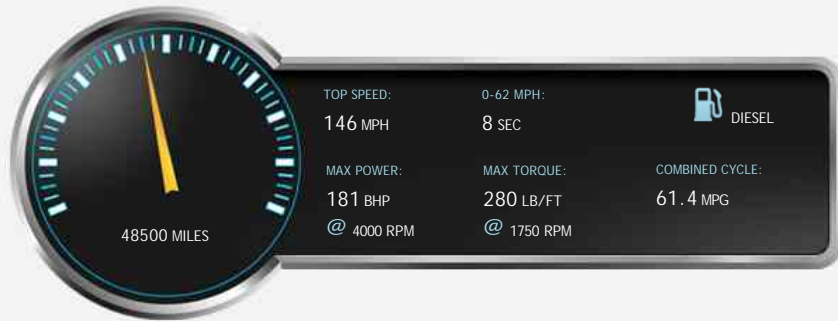 TOP SPEED:
146 MPH
0-62 MPH:
8 SEC
DIESEL
MAX POWER:
181 BHP
@ 4000 RPM
MAX TORQUE:
280 LB/FT
@ 1750 RPM
COMBINED CYCLE:
61.4 MPG
48500 MILES